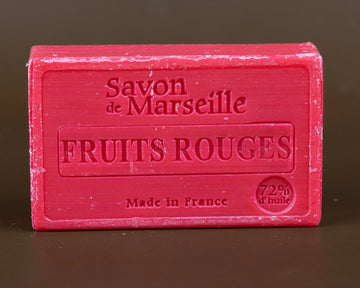 Savon
de Marseille
FRUITS ROUGES
Made in France
72%
d'huile